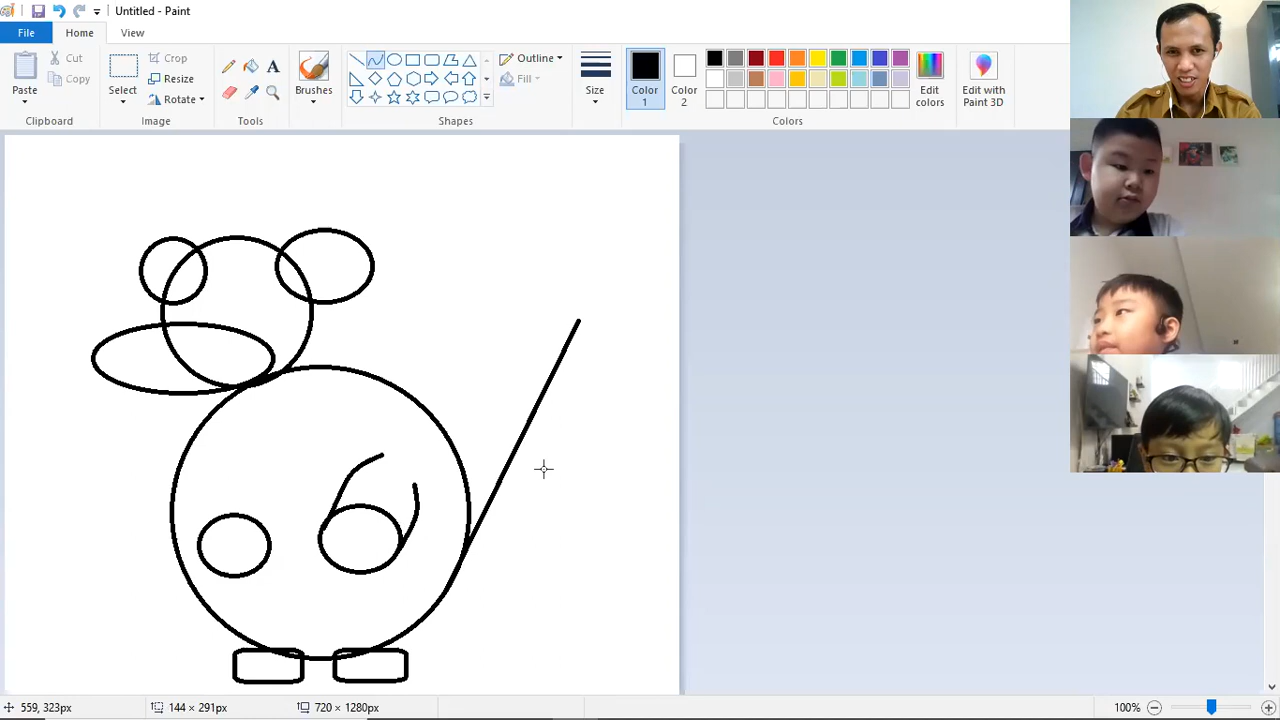 Untitled - Paint
File Home View
Paste
Cut
Copy
Clipboard
Select
Crop
Resize
Rotate
Image
A
Tools
Brushes
Outline
Fill
Shapes
Size
Color 1
Color 2
Edit colors
Colors
Edit with Paint 3D
559, 323px 144 × 291px 720 × 1280px 100%